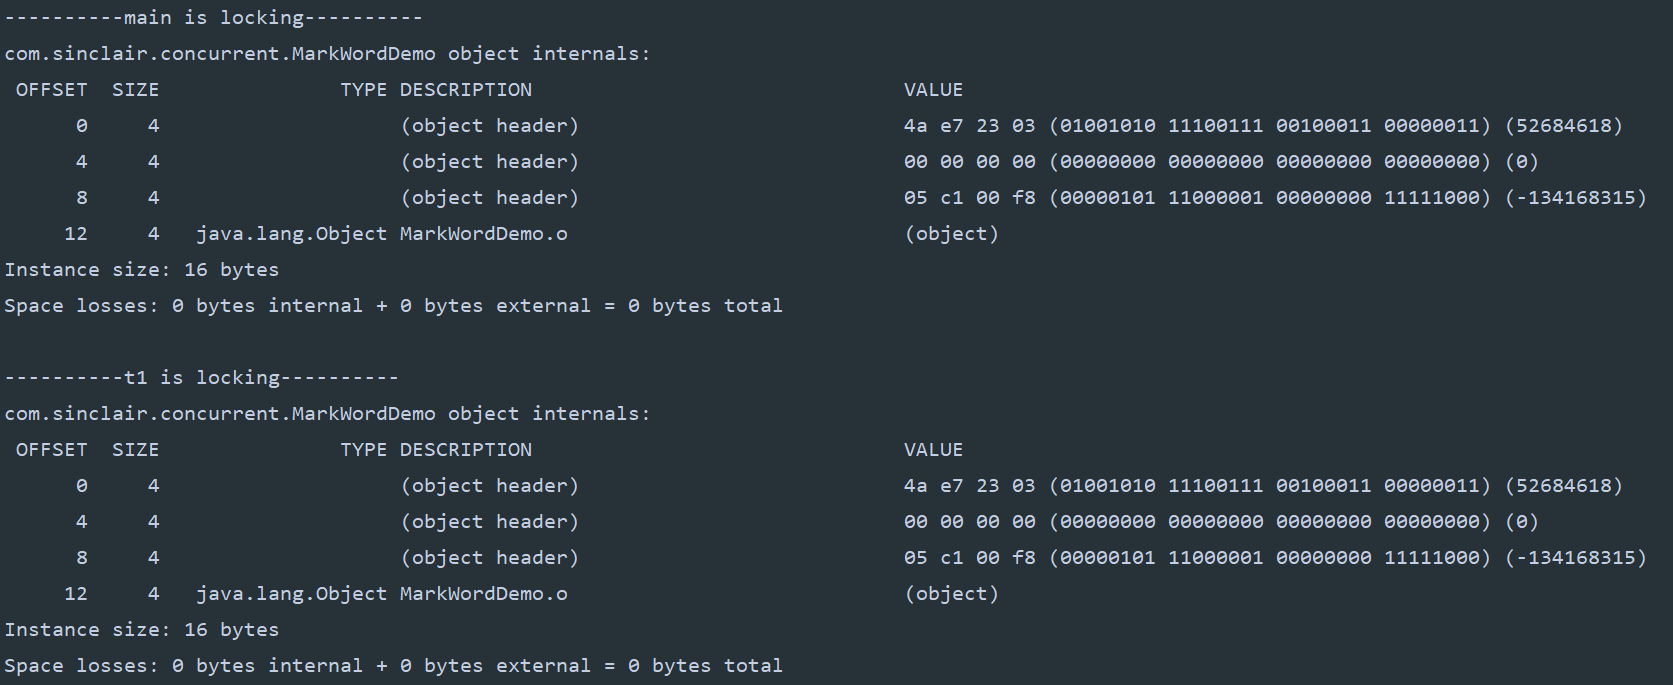 ----------main is locking----------
com.sinclair.concurrent.MarkWordDemo object internals:
 OFFSET  SIZE               TYPE DESCRIPTION                               VALUE
      0     4                    (object header)                           4a e7 23 03 (01001010 11100111 00100011 00000011) (52684618)
      4     4                    (object header)                           00 00 00 00 (00000000 00000000 00000000 00000000) (0)
      8     4                    (object header)                           05 c1 00 f8 (00000101 11000001 00000000 11111000) (-134168315)
     12     4   java.lang.Object MarkWordDemo.o                            (object)
Instance size: 16 bytes
Space losses: 0 bytes internal + 0 bytes external = 0 bytes total
----------t1 is locking----------
com.sinclair.concurrent.MarkWordDemo object internals:
 OFFSET  SIZE               TYPE DESCRIPTION                               VALUE
      0     4                    (object header)                           4a e7 23 03 (01001010 11100111 00100011 00000011) (52684618)
      4     4                    (object header)                           00 00 00 00 (00000000 00000000 00000000 00000000) (0)
      8     4                    (object header)                           05 c1 00 f8 (00000101 11000001 00000000 11111000) (-134168315)
     12     4   java.lang.Object MarkWordDemo.o                            (object)
Instance size: 16 bytes
Space losses: 0 bytes internal + 0 bytes external = 0 bytes total